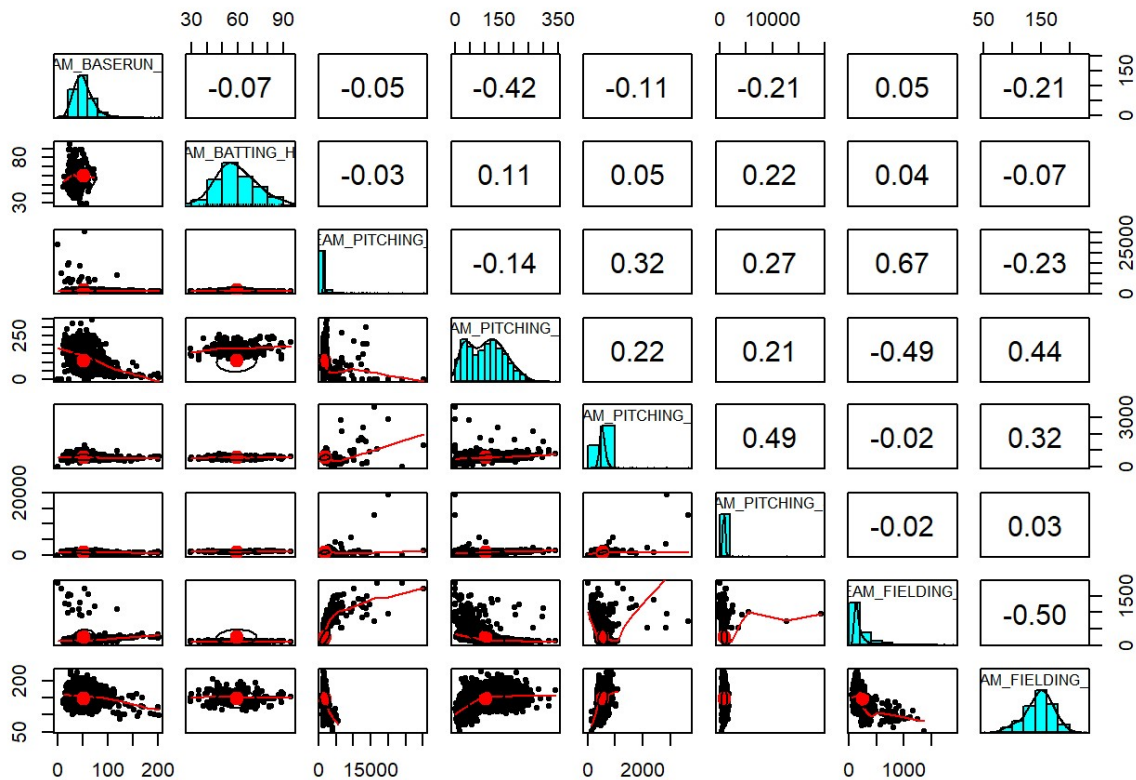 30 60 90 0 150 350 0 10000 50 150
AM_BASERUN_ -0.07 -0.05 -0.42 -0.11 -0.21 0.05 -0.21 0 150
30 80 AM_BATTING_H -0.03 0.11 0.05 0.22 0.04 -0.07
EAM_PITCHING_ -0.14 0.32 0.27 0.67 -0.23 0 25000
0 250 AM_PITCHING_ 0.22 0.21 -0.49 0.44
AM_PITCHING_ 0.49 -0.02 0.32 0 3000
0 20000 AM_PITCHING_ -0.02 0.03
EAM_FIELDING_ -0.50 0 1500
50 200 AM_FIELDING_
0 50 100 200 0 15000 0 2000 0 1000